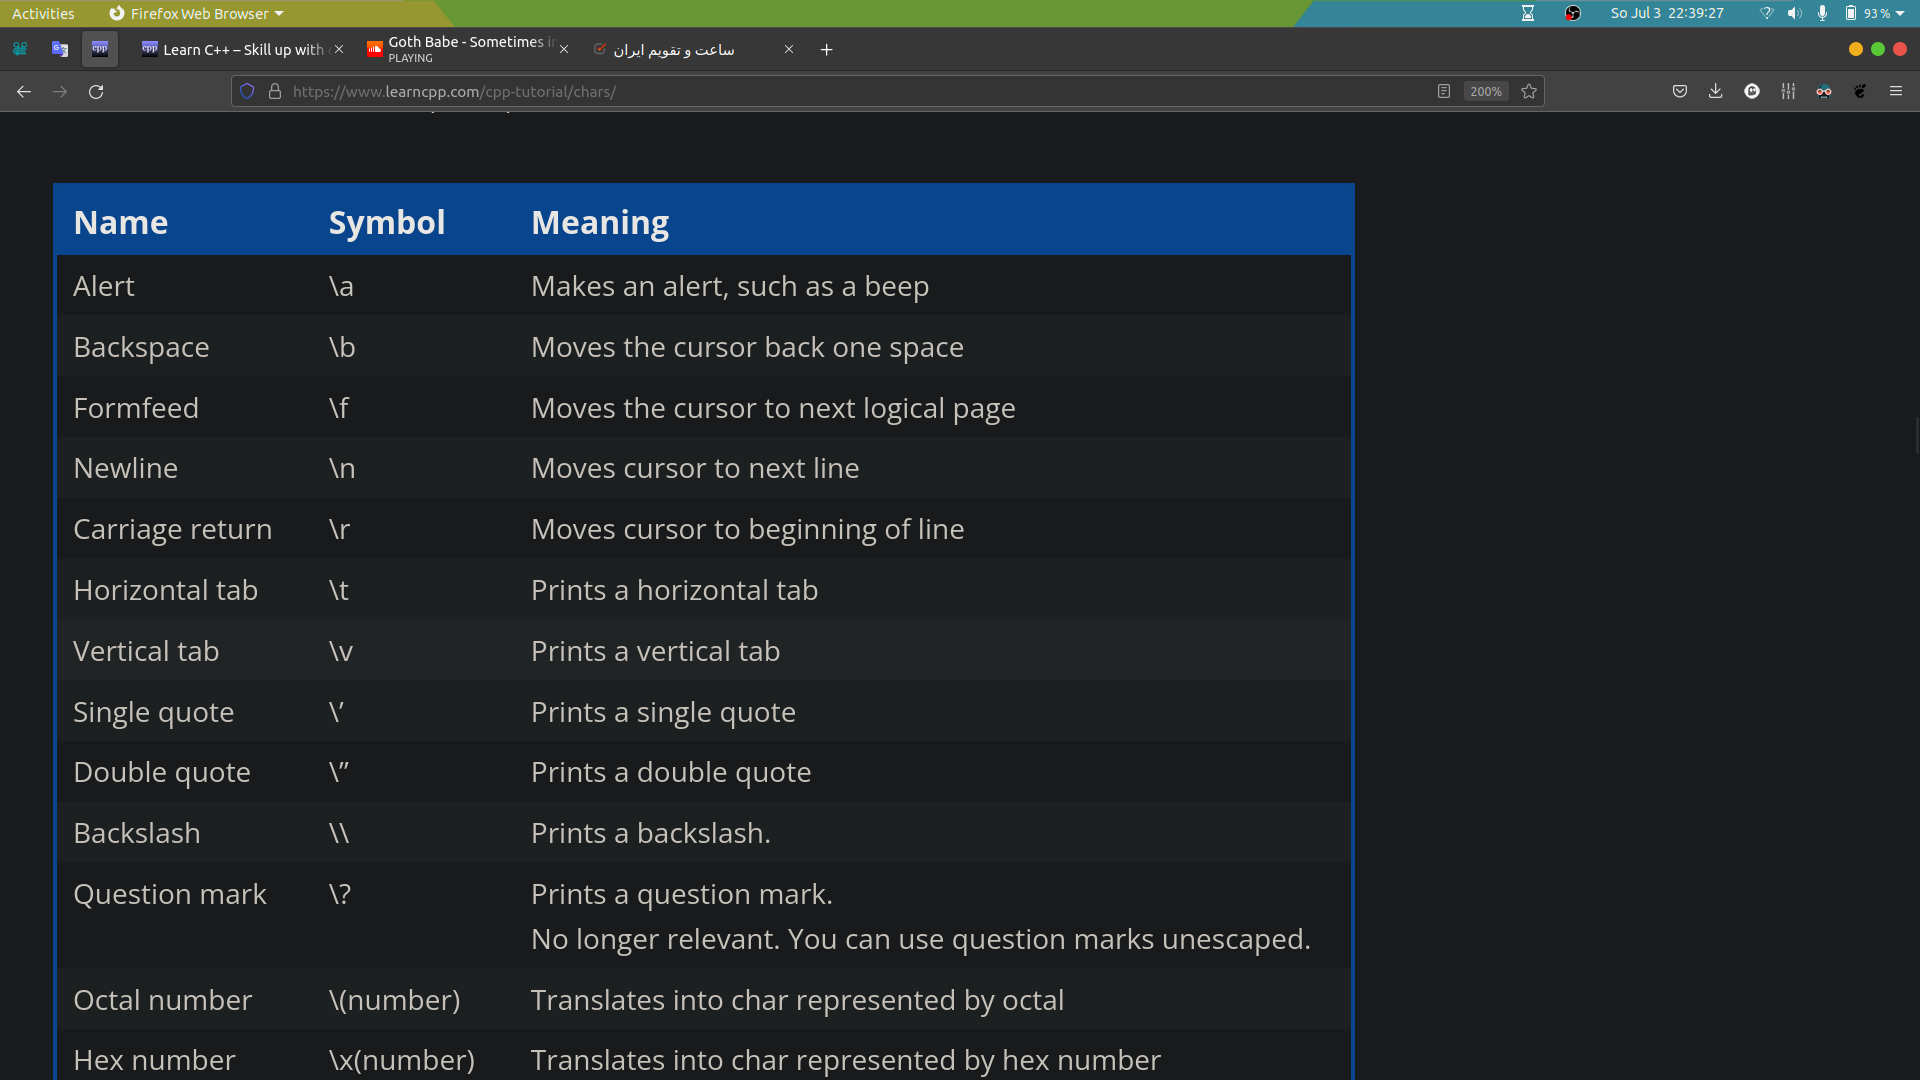 Activities Firefox Web Browser So Jul 3 22:39:27 93 %
Learn C++ – Skill up with Goth Babe - Sometimes in ساعت و تقویم ایران
PLAYING
https://www.learncpp.com/cpp-tutorial/chars/ 200%
Name Symbol Meaning
Alert \a Makes an alert, such as a beep
Backspace \b Moves the cursor back one space
Formfeed \f Moves the cursor to next logical page
Newline \n Moves cursor to next line
Carriage return \r Moves cursor to beginning of line
Horizontal tab \t Prints a horizontal tab
Vertical tab \v Prints a vertical tab
Single quote \’ Prints a single quote
Double quote \” Prints a double quote
Backslash \\ Prints a backslash.
Question mark \? Prints a question mark.
No longer relevant. You can use question marks unescaped.
Octal number \(number) Translates into char represented by octal
Hex number \x(number) Translates into char represented by hex number